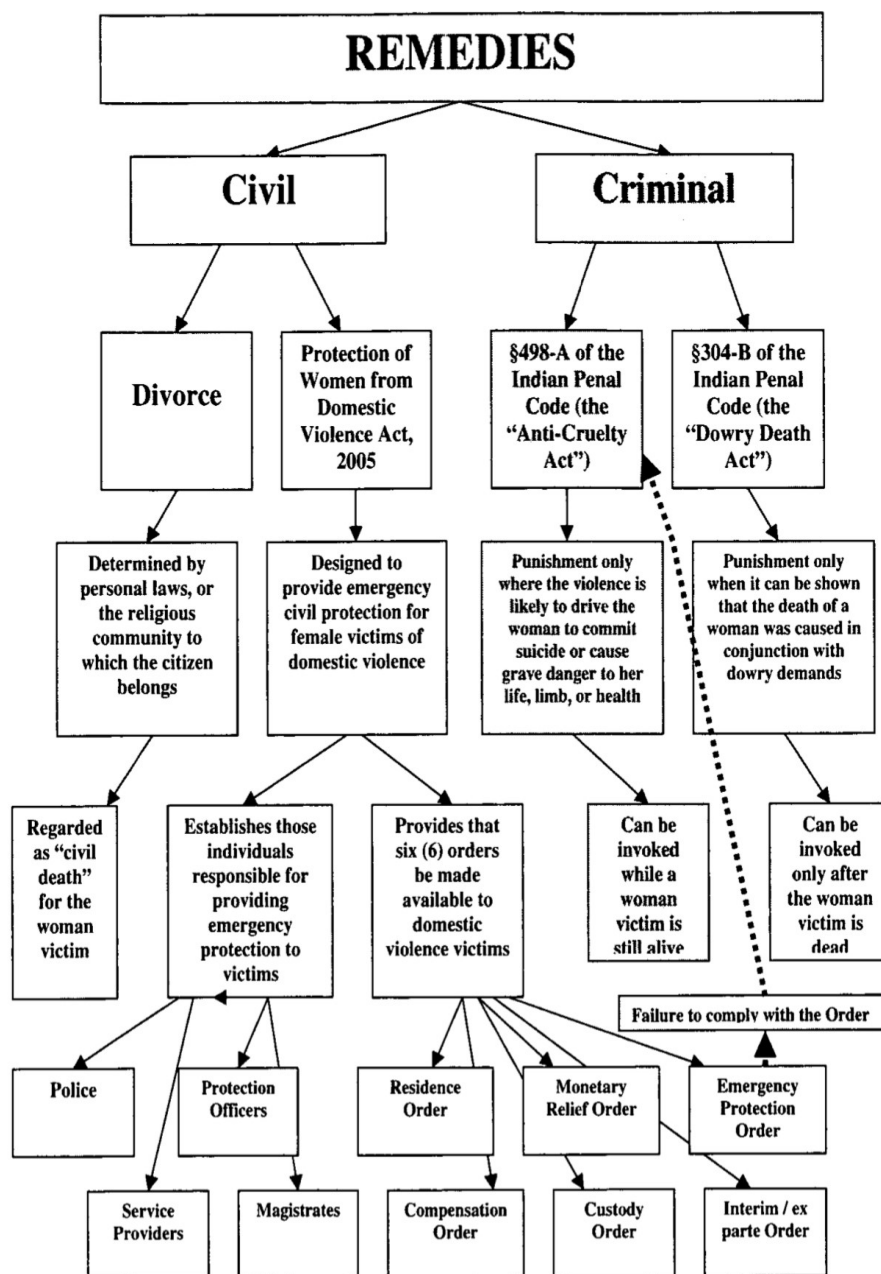 REMEDIES
Civil
Criminal
Divorce
Protection of
Women from
Domestic
Violence Act,
2005
§498-A of the
Indian Penal
Code (the
“Anti-Cruelty
Act”)
§304-B of the
Indian Penal
Code (the
“Dowry Death
Act”)
Determined by
personal laws, or
the religious
community to
which the citizen
belongs
Designed to
provide emergency
civil protection for
female victims of
domestic violence
Punishment only
where the violence is
likely to drive the
woman to commit
suicide or cause
grave danger to her
life, limb, or health
Punishment only
when it can be shown
that the death of a
woman was caused in
conjunction with
dowry demands
Regarded
as “civil
death”
for the
woman
victim
Establishes those
individuals
responsible for
providing
emergency
protection to
victims
Provides that
six (6) orders
be made
available to
domestic
violence victims
Can be
invoked
while a
woman
victim is
still alive
Can be
invoked
only after
the woman
victim is
dead
Failure to comply with the Order
Police
Protection
Officers
Residence
Order
Monetary
Relief Order
Emergency
Protection
Order
Service
Providers
Magistrates
Compensation
Order
Custody
Order
Interim / ex
parte Order